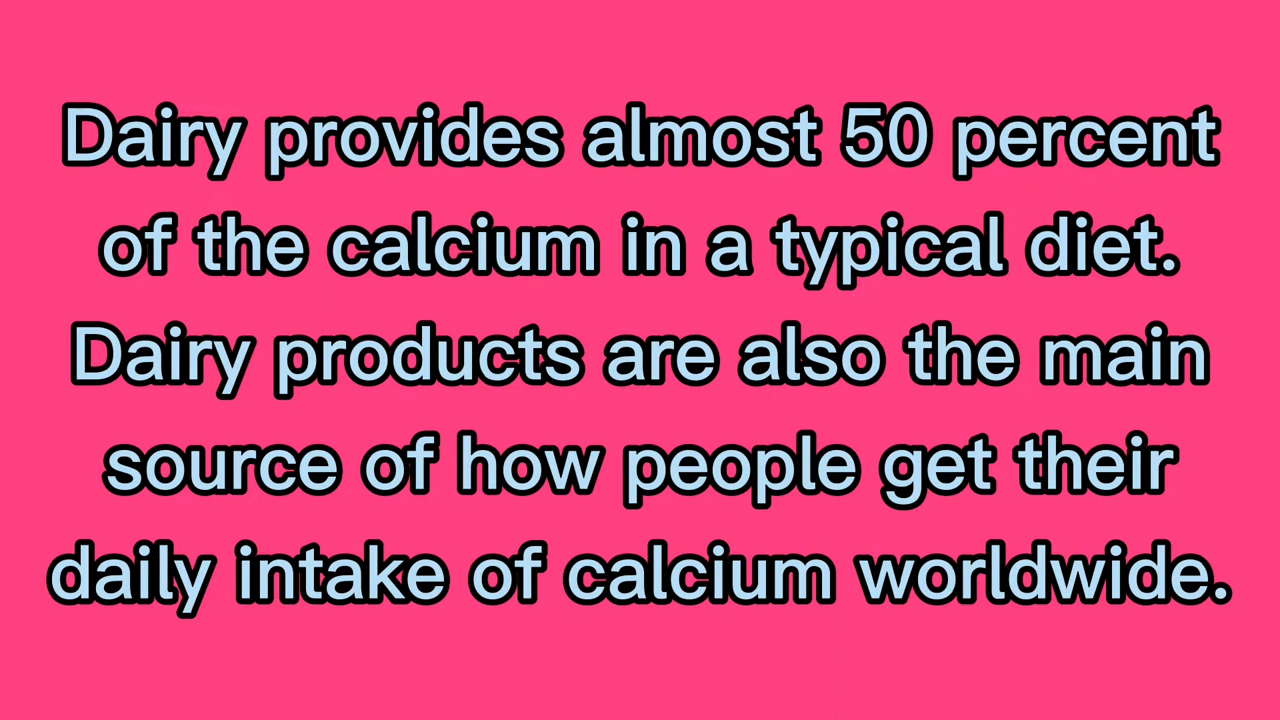 Dairy provides almost 50 percent
of the calcium in a typical diet.
Dairy products are also the main
source of how people get their
daily intake of calcium worldwide.